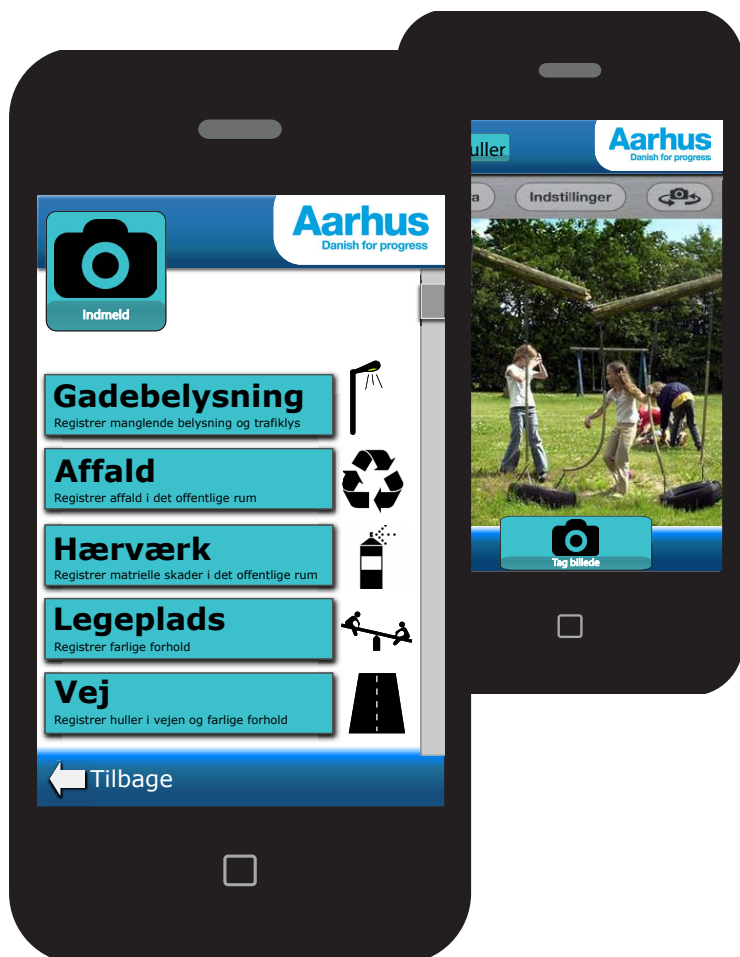 Aarhus
Danish for progress
Indmeld
Gadebelysning
Registrer manglende belysning og trafiklys
Affald
Registrer affald i det offentlige rum
Hærværk
Registrer matrielle skader i det offentlige rum
Legeplads
Registrer farlige forhold
Vej
Registrer huller i vejen og farlige forhold
Tilbage
uller
Aarhus
Danish for progress
a
Indstillinger
Tag billede